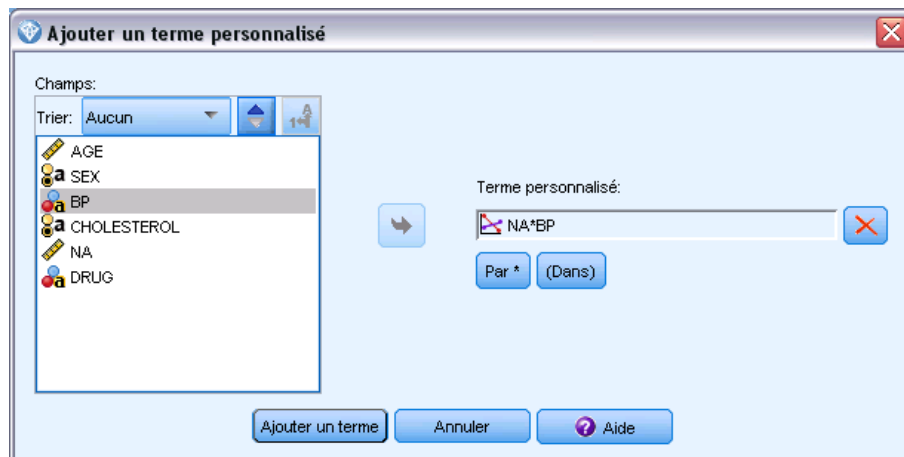 Ajouter un terme personnalisé
Champs:
Trier: Aucun
AGE
SEX
BP
CHOLESTEROL
NA
DRUG
Terme personnalisé:
NA*BP
Par * (Dans)
Ajouter un terme Annuler Aide